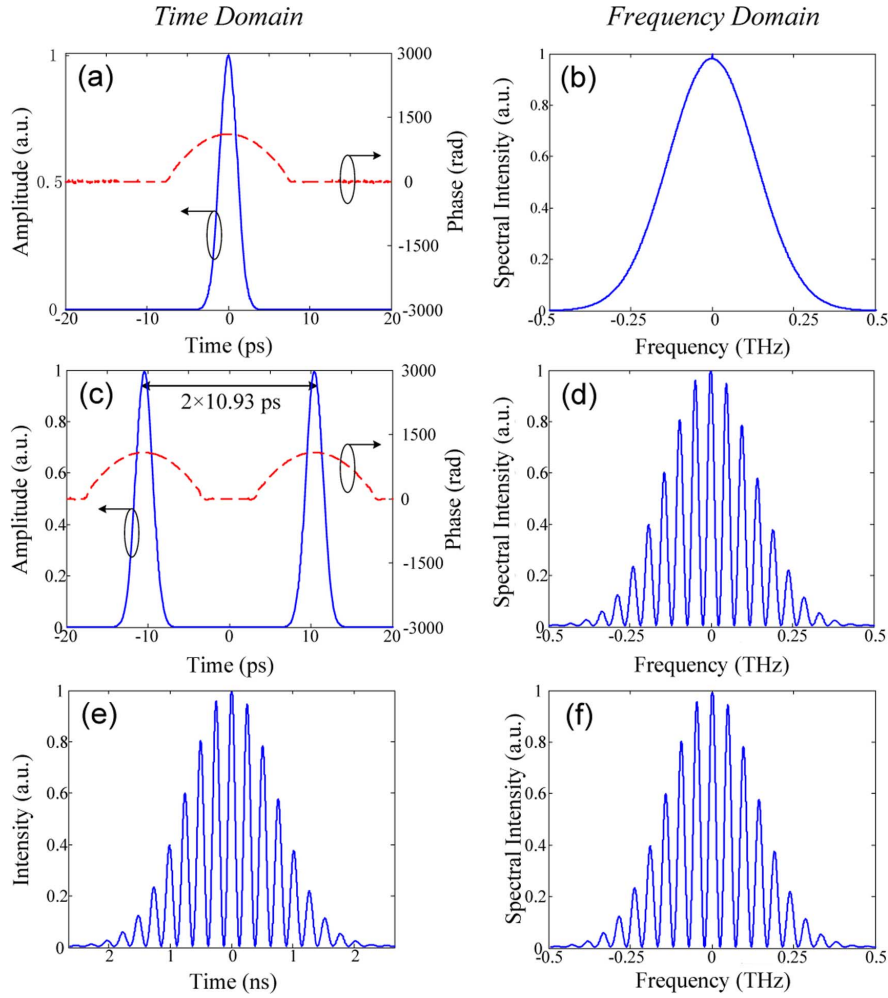 Time Domain
Frequency Domain
(a)
Amplitude (a.u.)
1
0.5
0
3000
1500
0
-1500
-3000
Phase (rad)
-20 -10 0 10 20
Time (ps)
(b)
Spectral Intensity (a.u.)
1
0.8
0.6
0.4
0.2
0
-0.5 -0.25 0 0.25 0.5
Frequency (THz)
(c)
2×10.93 ps
Amplitude (a.u.)
1
0.8
0.6
0.4
0.2
0
3000
1500
0
-1500
-3000
Phase (rad)
-20 -10 0 10 20
Time (ps)
(d)
Spectral Intensity (a.u.)
1
0.8
0.6
0.4
0.2
0
-0.5 -0.25 0 0.25 0.5
Frequency (THz)
(e)
Intensity (a.u.)
1
0.8
0.6
0.4
0.2
0
2 1 0 1 2
Time (ns)
(f)
Spectral Intensity (a.u.)
1
0.8
0.6
0.4
0.2
0
-0.5 -0.25 0 0.25 0.5
Frequency (THz)